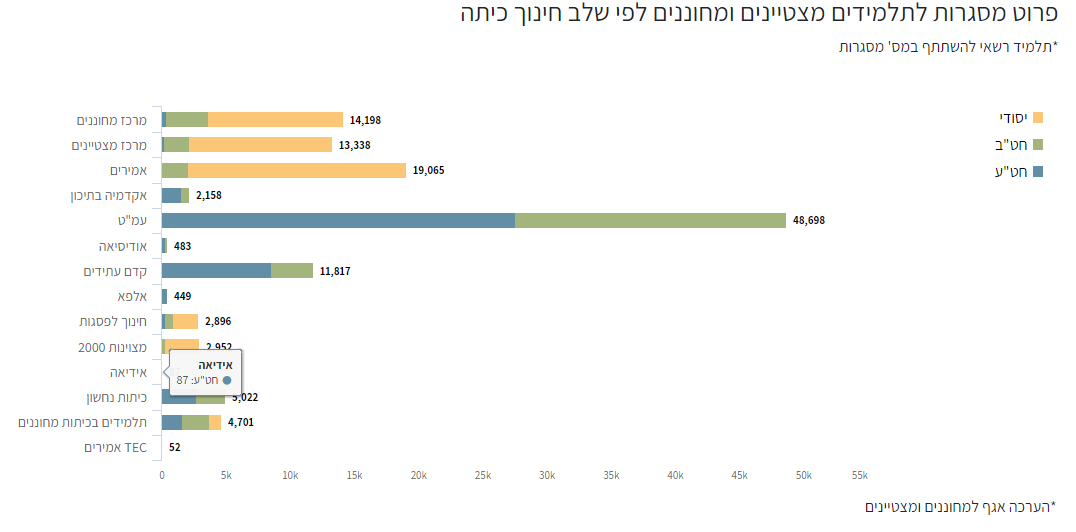 פרוט מסגרות לתלמידים מצטיינים ומחוננים לפי שלב חינוך כיתה
*תלמיד רשאי להשתתף במס' מסגרות
יסודי
חט"ב
חט"ע
מרכז מחוננים 14,198
מרכז מצטיינים 13,338
אמירים 19,065
אקדמיה בתיכון 2,158
עמ"ט 48,698
אודיסיאה 483
קדם עתידים 11,817
אלפא 449
חינוך לפסגות 2,896
מצוינות 2000 2,952
אידיאה
אידיאה
חט"ע: 87
כיתות נחשון 5,022
תלמידים בכיתות מחוננים 4,701
TEC אמירים 52
0 5k 10k 15k 20k 25k 30k 35k 40k 45k 50k 55k
*הערכה אגף למחוננים ומצטיינים